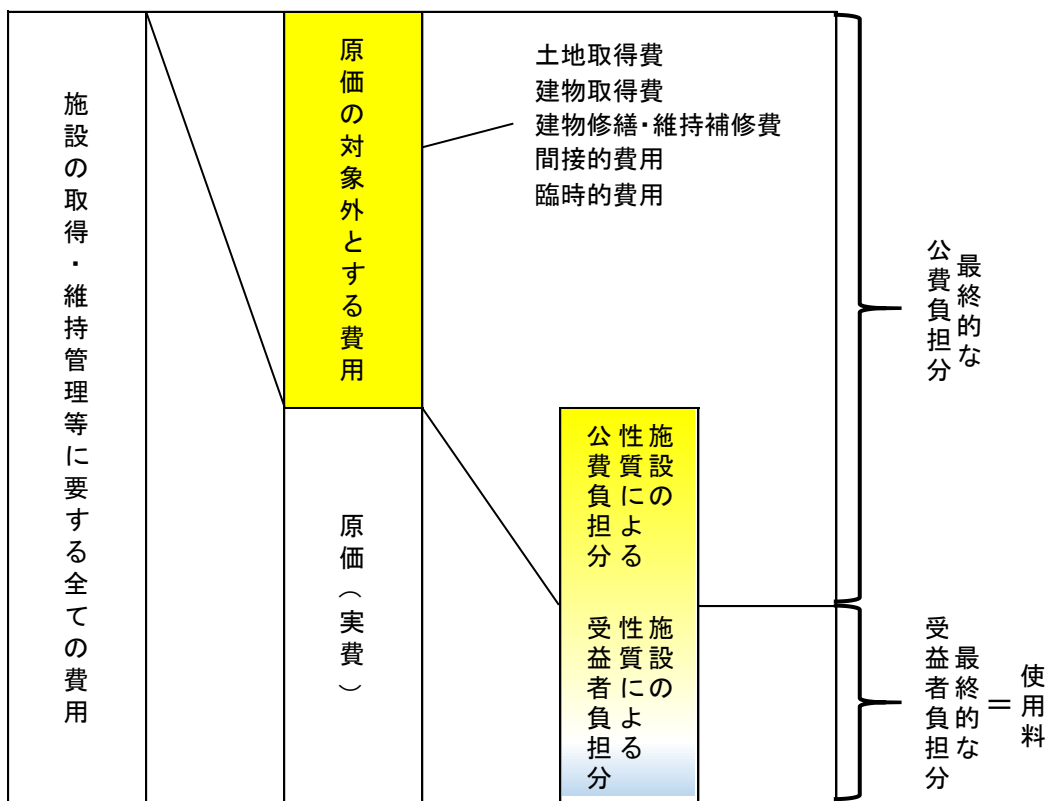 施設の取得・維持管理等に要する全ての費用
原価の対象外とする費用
土地取得費
建物取得費
建物修繕・維持補修費
間接的費用
臨時的費用
原価（実費）
施設の
性質による
公費負担分
施設の
性質による
受益者負担分
最終的な
公費負担分
最終的な
受益者負担分
＝
使用料